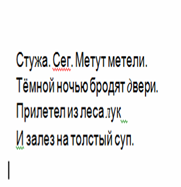 Стужа. Сег. Метут метели.
Тёмной ночью бродят двери.
Прилетел из леса лук
И залез на толстый суп.